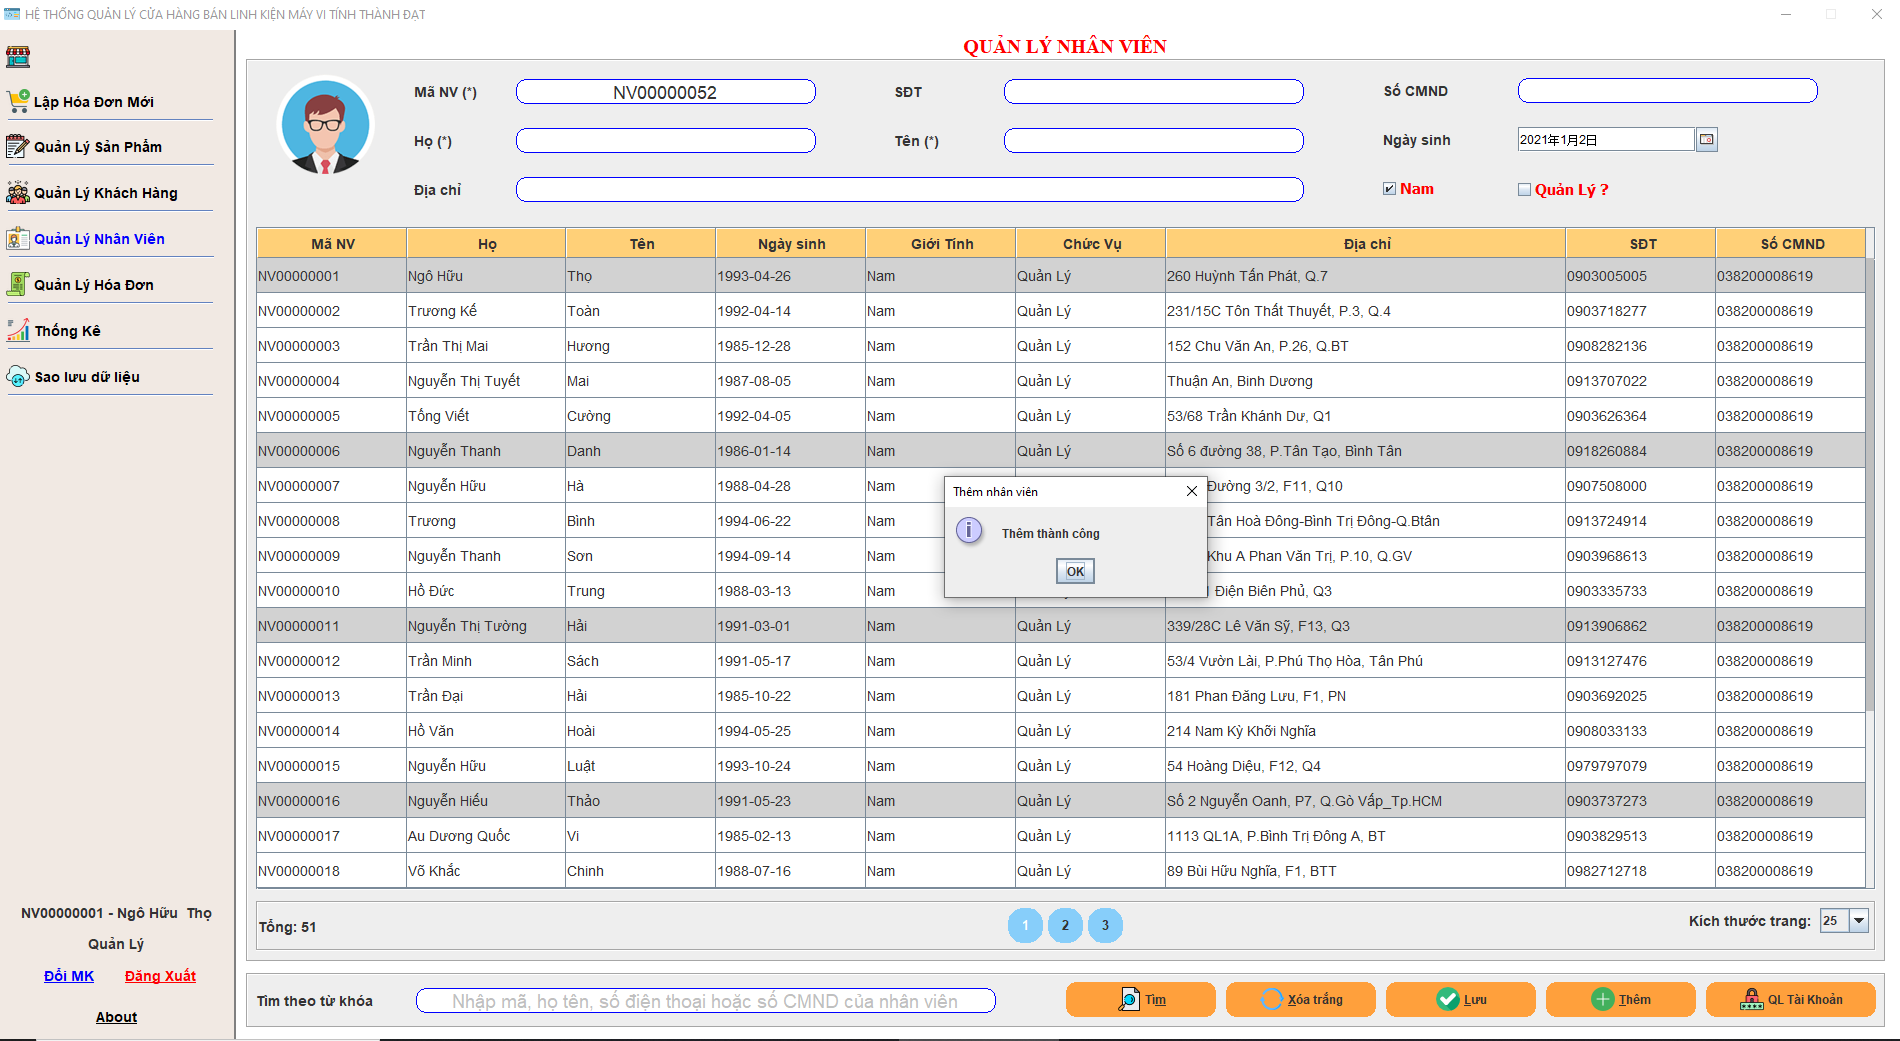 HỆ THỐNG QUẢN LÝ CỬA HÀNG BÁN LINH KIỆN MÁY VI TÍNH THÀNH ĐẠT
QUẢN LÝ NHÂN VIÊN
Lập Hóa Đơn Mới
Quản Lý Sản Phẩm
Quản Lý Khách Hàng
Quản Lý Nhân Viên
Quản Lý Hóa Đơn
Thống Kê
Sao lưu dữ liệu
NV00000001 - Ngô Hữu Thọ
Quản Lý
Đổi MK Đăng Xuất
About
Mã NV (*) NV00000052 SĐT Số CMND
Họ (*) Tên (*) Ngày sinh 2021年1月2日
Địa chỉ Nam Quản Lý ?
Mã NV Họ Tên Ngày sinh Giới Tính Chức Vụ Địa chỉ SĐT Số CMND
NV00000001 Ngô Hữu Thọ 1993-04-26 Nam Quản Lý 260 Huỳnh Tấn Phát, Q.7 0903005005 038200008619
NV00000002 Trương Kế Toàn 1992-04-14 Nam Quản Lý 231/15C Tôn Thất Thuyết, P.3, Q.4 0903718277 038200008619
NV00000003 Trần Thị Mai Hương 1985-12-28 Nam Quản Lý 152 Chu Văn An, P.26, Q.BT 0908282136 038200008619
NV00000004 Nguyễn Thị Tuyết Mai 1987-08-05 Nam Quản Lý Thuận An, Bình Dương 0913707022 038200008619
NV00000005 Tống Viết Cường 1992-04-05 Nam Quản Lý 53/68 Trần Khánh Dư, Q1 0903626364 038200008619
NV00000006 Nguyễn Thanh Danh 1986-01-14 Nam Quản Lý Số 6 đường 38, P.Tân Tạo, Bình Tân 0918260884 038200008619
NV00000007 Nguyễn Hữu Hà 1988-04-28 Nam Đường 3/2, F11, Q10 0907508000 038200008619
NV00000008 Trương Bình 1994-06-22 Nam Tân Hoà Đông-Bình Trị Đông-Q.Btân 0913724914 038200008619
NV00000009 Nguyễn Thanh Sơn 1994-09-14 Nam Khu A Phan Văn Trị, P.10, Q.GV 0903968613 038200008619
NV00000010 Hồ Đức Trung 1988-03-13 Nam Điện Biên Phủ, Q3 0903335733 038200008619
NV00000011 Nguyễn Thị Tường Hải 1991-03-01 Nam Quản Lý 339/28C Lê Văn Sỹ, F13, Q3 0913906862 038200008619
NV00000012 Trần Minh Sách 1991-05-17 Nam Quản Lý 53/4 Vườn Lài, P.Phú Thọ Hòa, Tân Phú 0913127476 038200008619
NV00000013 Trần Đại Hải 1985-10-22 Nam Quản Lý 181 Phan Đăng Lưu, F1, PN 0903692025 038200008619
NV00000014 Hồ Văn Hoài 1994-05-25 Nam Quản Lý 214 Nam Kỳ Khỡi Nghĩa 0908033133 038200008619
NV00000015 Nguyễn Hữu Luật 1993-10-24 Nam Quản Lý 54 Hoàng Diệu, F12, Q4 0979797079 038200008619
NV00000016 Nguyễn Hiếu Thảo 1991-05-23 Nam Quản Lý Số 2 Nguyễn Oanh, P7, Q.Gò Vấp_Tp.HCM 0903737273 038200008619
NV00000017 Au Dương Quốc Vi 1985-02-13 Nam Quản Lý 1113 QL1A, P.Bình Trị Đông A, BT 0903829513 038200008619
NV00000018 Võ Khắc Chinh 1988-07-16 Nam Quản Lý 89 Bùi Hữu Nghĩa, F1, BTT 0982712718 038200008619
Thêm nhân viên
Thêm thành công
OK
Tổng: 51 1 2 3 Kích thước trang: 25
Tìm theo từ khóa Nhập mã, họ tên, số điện thoại hoặc số CMND của nhân viên Tìm Xóa trắng Lưu Thêm QL Tài Khoản